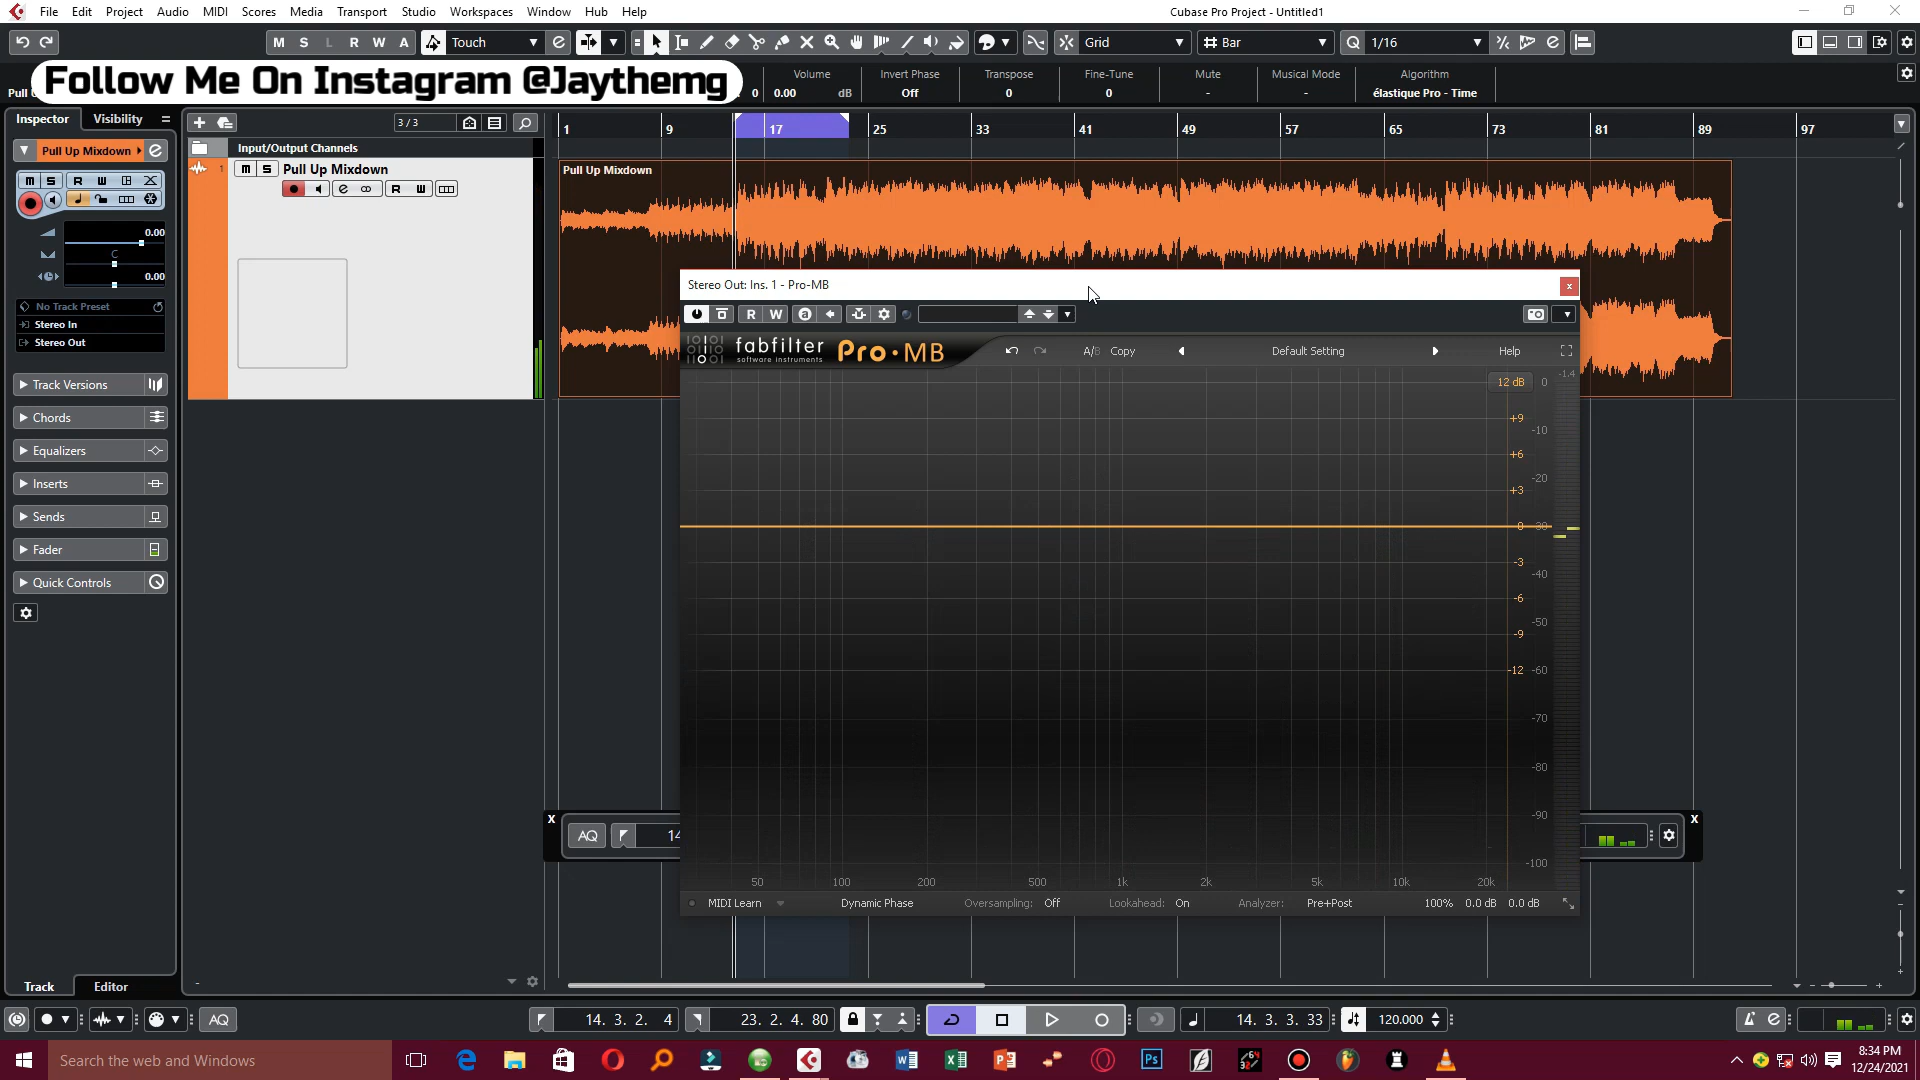 File Edit Project Audio MIDI Scores Media Transport Studio Workspaces Window Hub Help
Cubase Pro Project - Untitled1
M S L R W A Touch Grid Bar Q 1/16
Follow Me On Instagram @Jaythemg
Volume Invert Phase Transpose Fine-Tune Mute Musical Mode Algorithm
Pull 0 0.00 dB Off 0 0 - - élastique Pro - Time
Inspector Visibility
3 / 3
1 9 17 25 33 41 49 57 65 73 81 89 97
Pull Up Mixdown
Input/Output Channels
1 M S Pull Up Mixdown
R W
Pull Up Mixdown
M S R W
0.00
C
0.00
No Track Preset
Stereo In
Stereo Out
Track Versions
Chords
Equalizers
Inserts
Sends
Fader
Quick Controls
Stereo Out: Ins. 1 - Pro-MB
x
R W a
fabfilter
software instruments
Pro·MB
A/B Copy Default Setting Help
-1.4
12 dB 0
+9
-10
+6
-20
+3
0 -30
-3
-40
-6
-50
-9
-12 -60
-70
-80
-90
-100
50 100 200 500 1k 2k 5k 10k 20k
MIDI Learn Dynamic Phase Oversampling: Off Lookahead: On Analyzer: Pre+Post 100% 0.0 dB 0.0 dB
X AQ 14 X
Track Editor
AQ 14. 3. 2. 4 23. 2. 4. 80 14. 3. 3. 33 120.000
Search the web and Windows
8:34 PM
12/24/2021